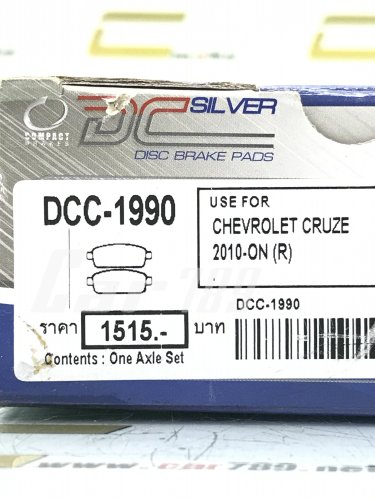 COMPACT
BRAKES
DC SILVER
DISC BRAKE PADS
DCC-1990
USE FOR
CHEVROLET CRUZE
2010-ON (R)
.
DCC-1990
ราคา 1515.- บาท
Contents : One Axle Set
www.car789.net